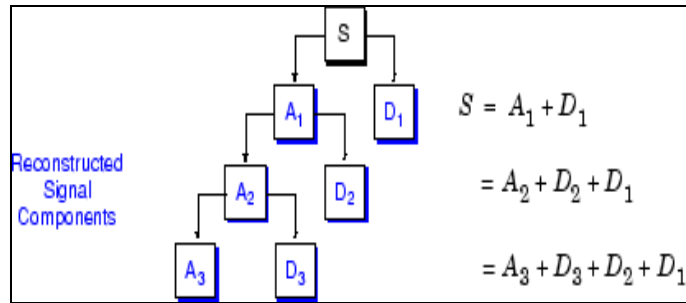 S
A₁ D₁ S = A₁ + D₁
Reconstructed
Signal
Components
A₂ D₂ = A₂ + D₂ + D₁
A₃ D₃ = A₃ + D₃ + D₂ + D₁